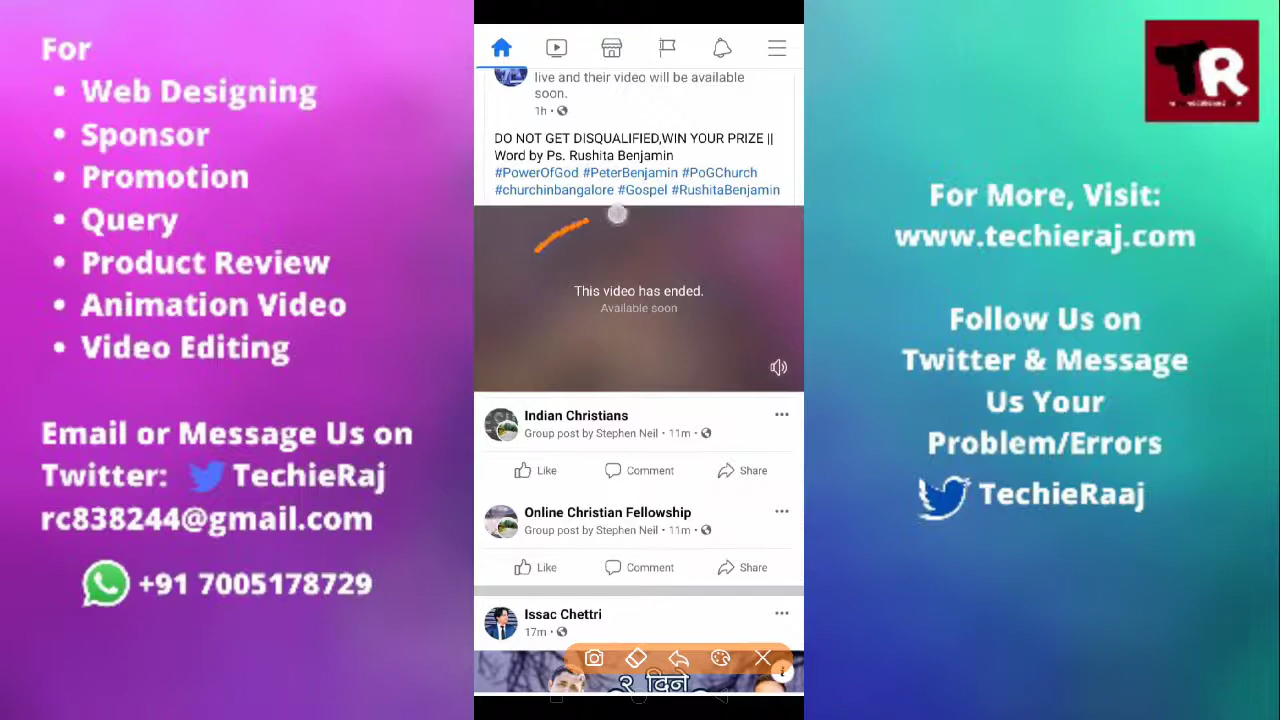 For
• Web Designing
• Sponsor
• Promotion
• Query
• Product Review
• Animation Video
• Video Editing
Email or Message Us on
Twitter: TechieRaj
rc838244@gmail.com
+91 7005178729
live and their video will be available
soon.
1h •
DO NOT GET DISQUALIFIED,WIN YOUR PRIZE ||
Word by Ps. Rushita Benjamin
#PowerOfGod #PeterBenjamin #PoGChurch
#churchinbangalore #Gospel #RushitaBenjamin
This video has ended.
Available soon
Indian Christians
Group post by Stephen Neil • 11m •
Like Comment Share
Online Christian Fellowship
Group post by Stephen Neil • 11m •
Like Comment Share
Issac Chettri
17m •
२ दिने
TR
For More, Visit:
www.techieraj.com
Follow Us on
Twitter & Message
Us Your
Problem/Errors
TechieRaaj